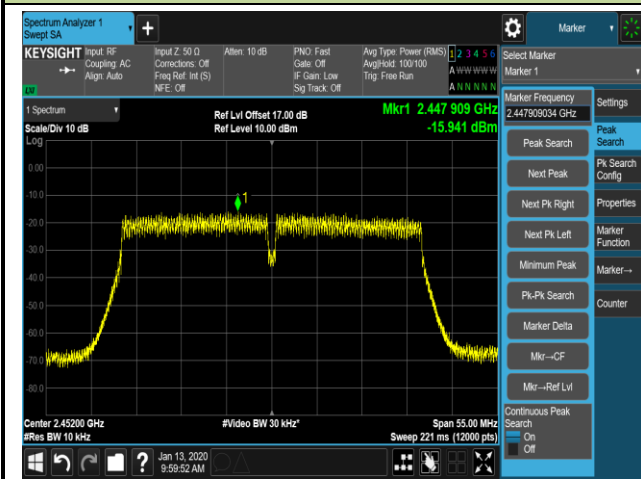 Spectrum Analyzer 1
Swept SA
+
Marker
KEYSIGHT
Input: RF
Coupling: AC
Align: Auto
Input Z: 50 Ω
Corrections: Off
Freq Ref: Int (S)
NFE: Off
Atten: 10 dB
PNO: Fast
Gate: Off
IF Gain: Low
Sig Track: Off
Avg Type: Power (RMS)
Avg|Hold: 100/100
Trig: Free Run
1 2 3 4 5 6
A W W W W W
A N N N N N
Select Marker
Marker 1
1 Spectrum
Scale/Div 10 dB
Log
Ref Lvl Offset 17.00 dB
Ref Level 10.00 dBm
Mkr1 2.447 909 GHz
-15.941 dBm
0.00
-10.0
-20.0
-30.0
-40.0
-50.0
-60.0
-70.0
-80.0
1
Center 2.45200 GHz
#Res BW 10 kHz
#Video BW 30 kHz*
Span 55.00 MHz
Sweep 221 ms (12000 pts)
Marker Frequency
2.447909034 GHz
Peak Search
Next Peak
Next Pk Right
Next Pk Left
Minimum Peak
Pk-Pk Search
Marker Delta
Mkr→CF
Mkr→Ref Lvl
Continuous Peak
Search
On
Off
Settings
Peak
Search
Pk Search
Config
Properties
Marker
Function
Marker→
Counter
?
Jan 13, 2020
9:59:52 AM